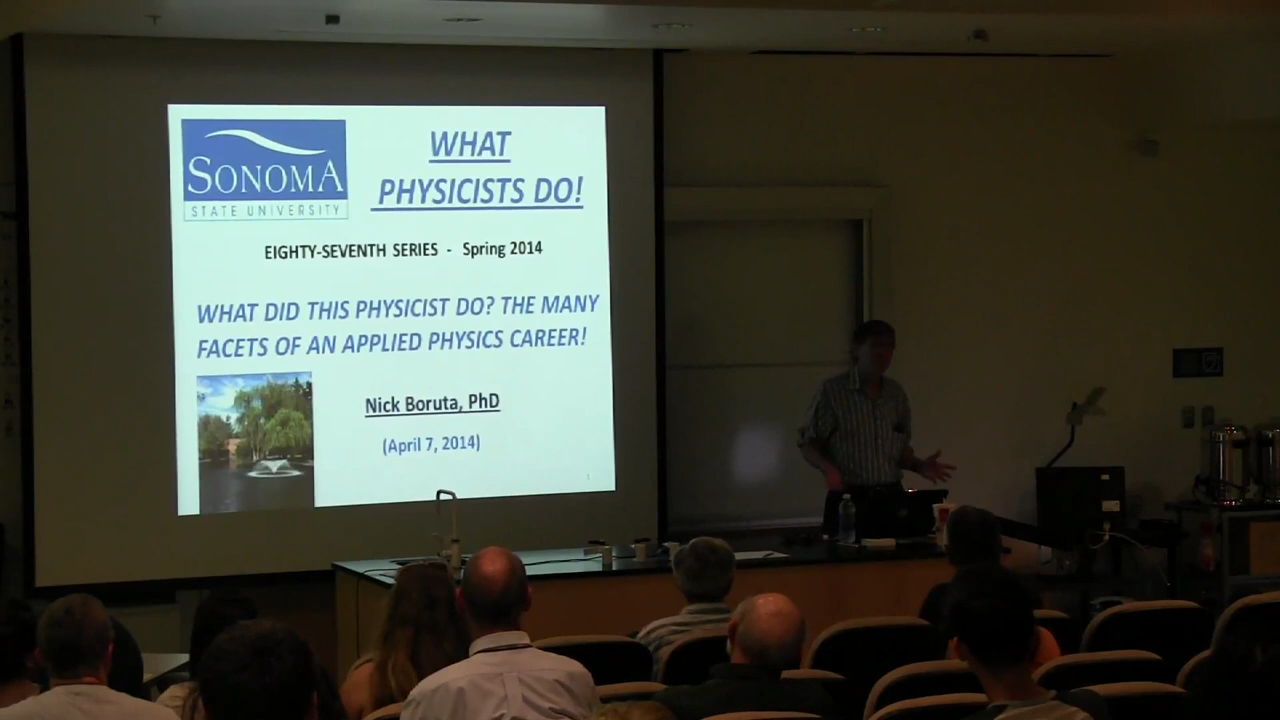 SONOMA
STATE UNIVERSITY
WHAT
PHYSICISTS DO!
EIGHTY-SEVENTH SERIES - Spring 2014
WHAT DID THIS PHYSICIST DO? THE MANY
FACETS OF AN APPLIED PHYSICS CAREER!
Nick Boruta, PhD
(April 7, 2014)
1